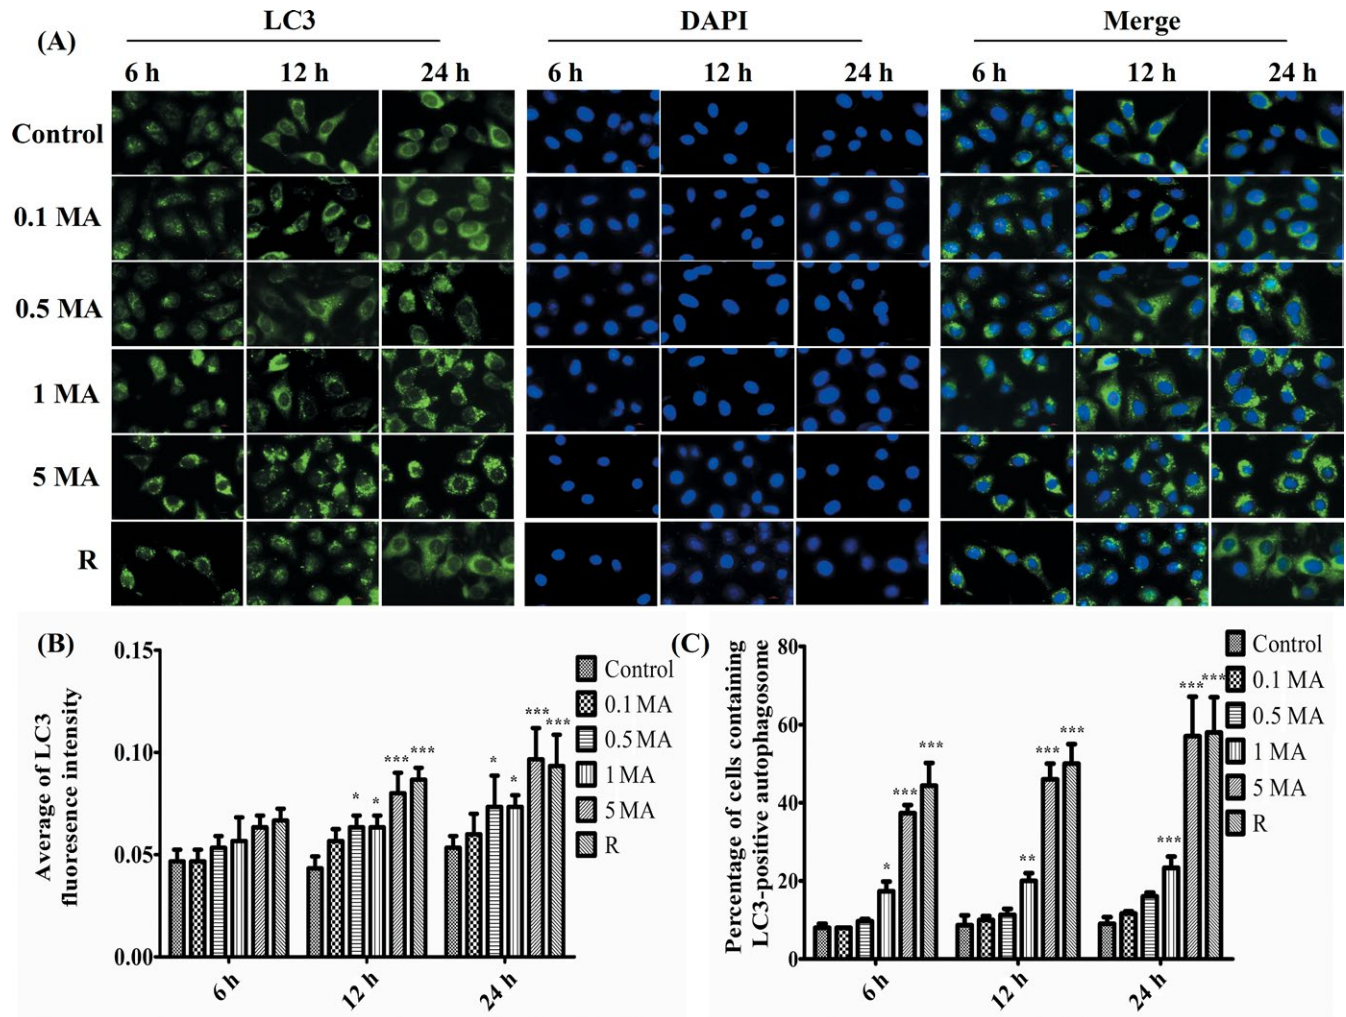 (A)
LC3 DAPI Merge
6 h 12 h 24 h 6 h 12 h 24 h 6 h 12 h 24 h
Control
0.1 MA
0.5 MA
1 MA
5 MA
R
(B)
Average of LC3
fluoresence intensity
0.15
0.10
0.05
0.00
* * *** ***
* * *** ***
6 h 12 h 24 h
Control
0.1 MA
0.5 MA
1 MA
5 MA
R
(C)
Percentage of cells containing
LC3-positive autophagosome
80
60
40
20
0
* *** ***
** *** ***
*** *** ***
6 h 12 h 24 h
Control
0.1 MA
0.5 MA
1 MA
5 MA
R